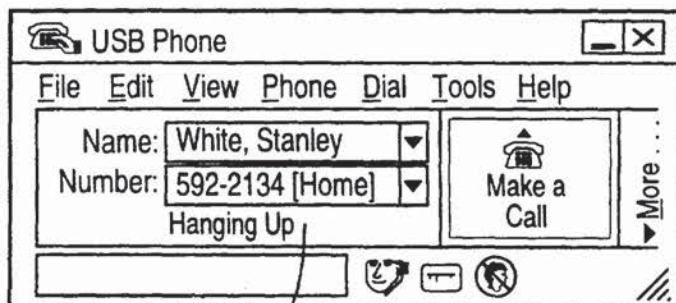 USB Phone
File Edit View Phone Dial Tools Help
Name: White, Stanley
Number: 592-2134 [Home]
Hanging Up
Make a
Call
More...